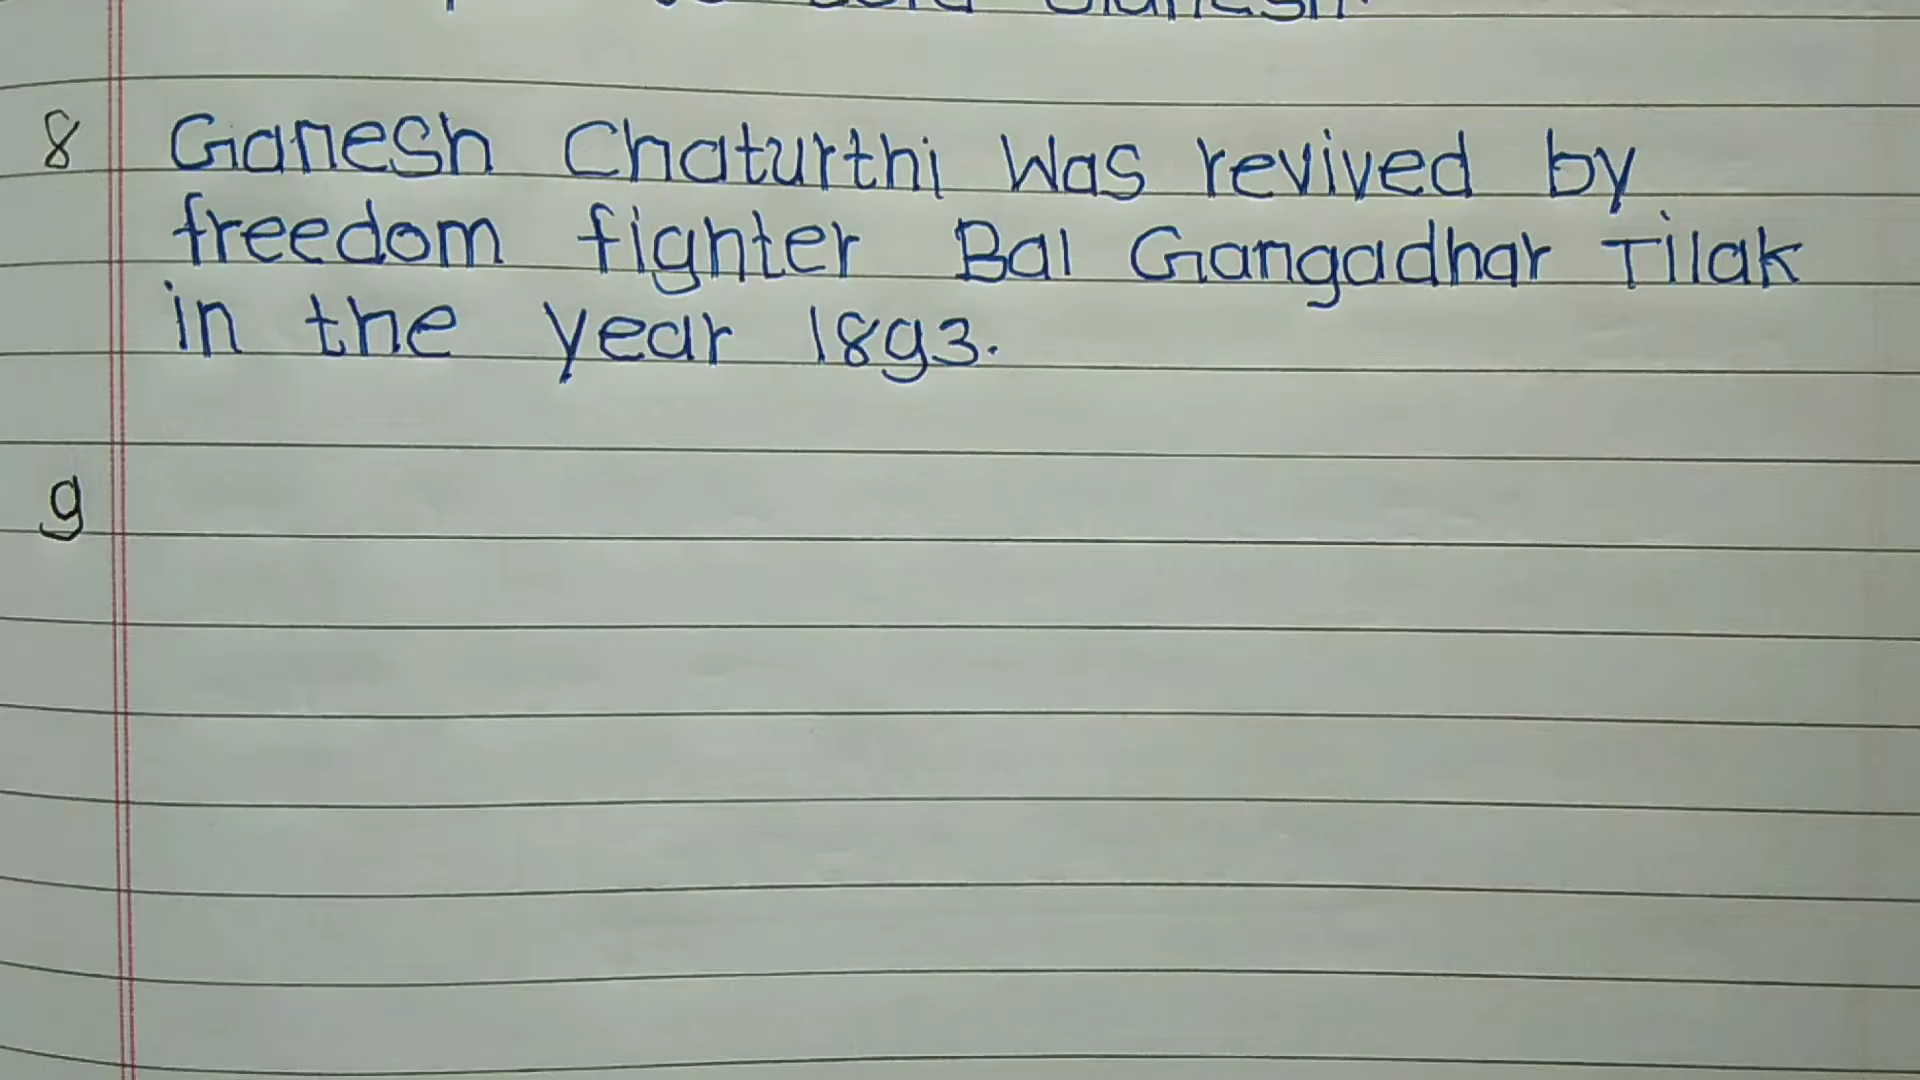 8 Ganesh Chaturthi Was revived by
freedom fighter Bal Gangadhar Tilak
in the year 1893.
9